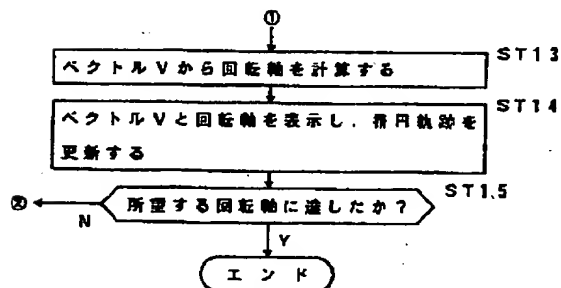 ①
ST13
ベクトルVから回転軸を計算する
ST14
ベクトルVと回転軸を表示し、楕円軌跡を
更新する
ST15
所望する回転軸に達したか?
②
N
Y
エンド